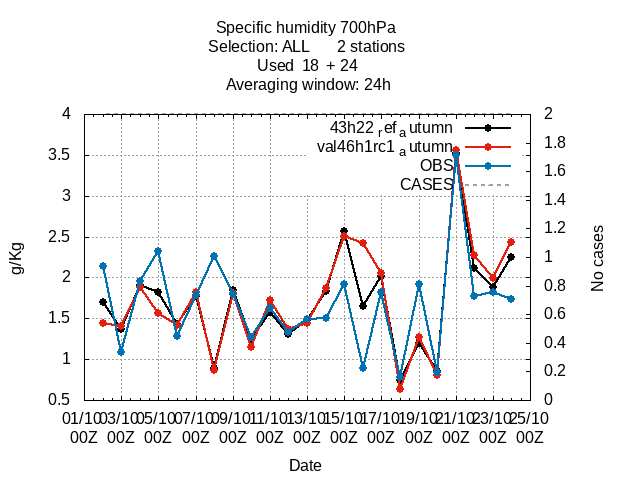 Specific humidity 700hPa
Selection: ALL 2 stations
Used 18 + 24
Averaging window: 24h
43h22_ref_autumn
val46h1rc1_autumn
OBS
CASES
g/Kg
4
3.5
3
2.5
2
1.5
1
0.5
No cases
2
1.8
1.6
1.4
1.2
1
0.8
0.6
0.4
0.2
0
01/10 03/10 05/10 07/10 09/10 11/10 13/10 15/10 17/10 19/10 21/10 23/10 25/10
00Z 00Z 00Z 00Z 00Z 00Z 00Z 00Z 00Z 00Z 00Z 00Z 00Z
Date